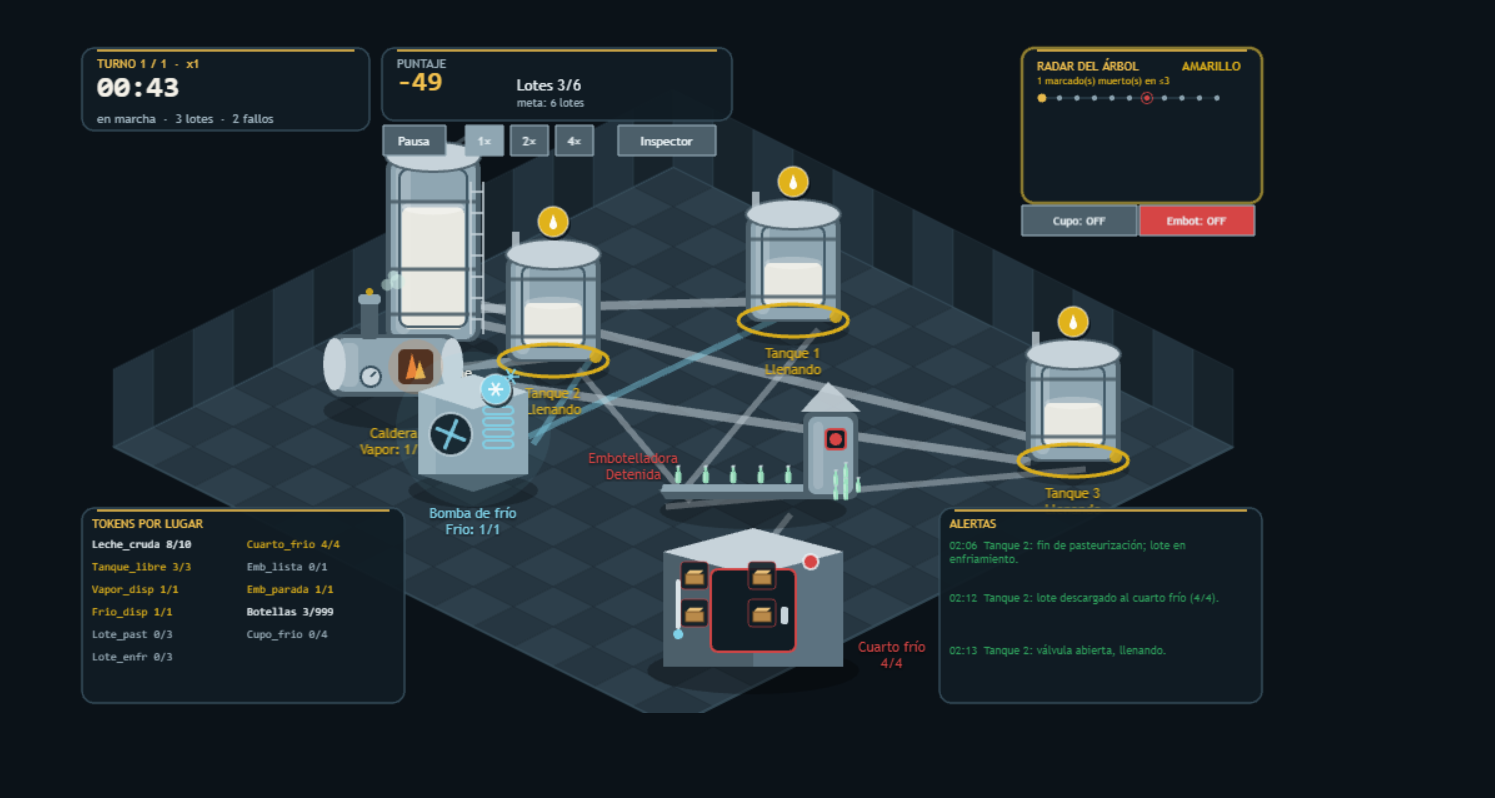 TURNO 1 / 1 · x1
00:43
en marcha · 3 lotes · 2 fallos
PUNTAJE
-49
Lotes 3/6
meta: 6 lotes
Pausa
1×
2×
4×
Inspector
RADAR DEL ÁRBOL
AMARILLO
1 marcado(s) muerto(s) en ≤3
Cupo: OFF
Embot: OFF
Tanque 1
Llenando
Tanque 2
Llenando
Caldera
Vapor: 1/
Embotelladora
Detenida
Tanque 3
Bomba de frío
Frio: 1/1
Cuarto frío
4/4
TOKENS POR LUGAR
Leche_cruda 8/10
Tanque_libre 3/3
Vapor_disp 1/1
Frio_disp 1/1
Lote_past 0/3
Lote_enfr 0/3
Cuarto_frio 4/4
Emb_lista 0/1
Emb_parada 1/1
Botellas 3/999
Cupo_frio 0/4
ALERTAS
02:06 Tanque 2: fin de pasteurización; lote en
enfriamiento.
02:12 Tanque 2: lote descargado al cuarto frío (4/4).
02:13 Tanque 2: válvula abierta, llenando.